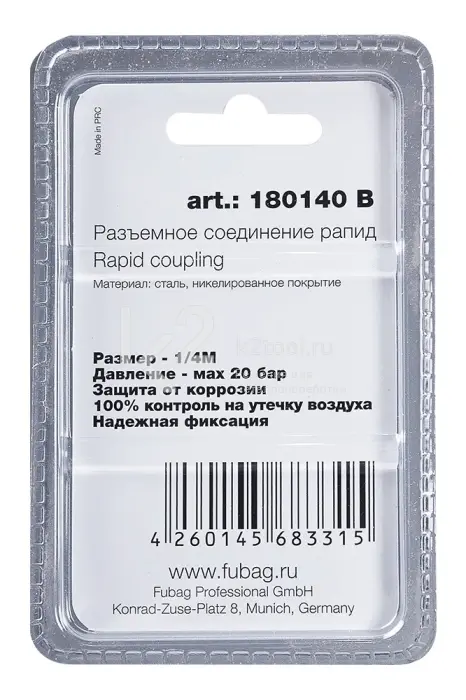 Made in PRC
art.: 180140 B
Разъемное соединение рапид
Rapid coupling
Материал: сталь, никелированное покрытие
k2tool.ru
Размер - 1/4M
Давление - мах 20 бар
Защита от коррозии
100% контроль на утечку воздуха
Надежная фиксация
4 260145 683315
www.fubag.ru
Fubag Professional GmbH
Konrad-Zuse-Platz 8, Munich, Germany